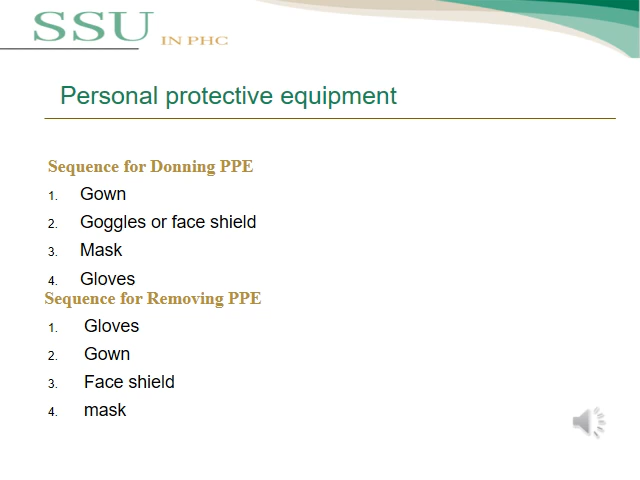 SSU IN PHC
Personal protective equipment
Sequence for Donning PPE
1. Gown
2. Goggles or face shield
3. Mask
4. Gloves
Sequence for Removing PPE
1. Gloves
2. Gown
3. Face shield
4. mask